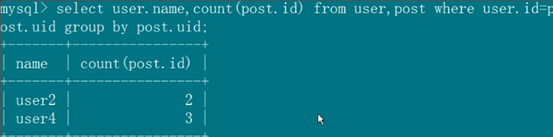 mysql> select user.name,count(post.id) from user,post where user.id=p
ost.uid group by post.uid;
+-------+----------------+
| name | count(post.id) |
+-------+----------------+
| user2 | 2 |
| user4 | 3 |
+-------+----------------+